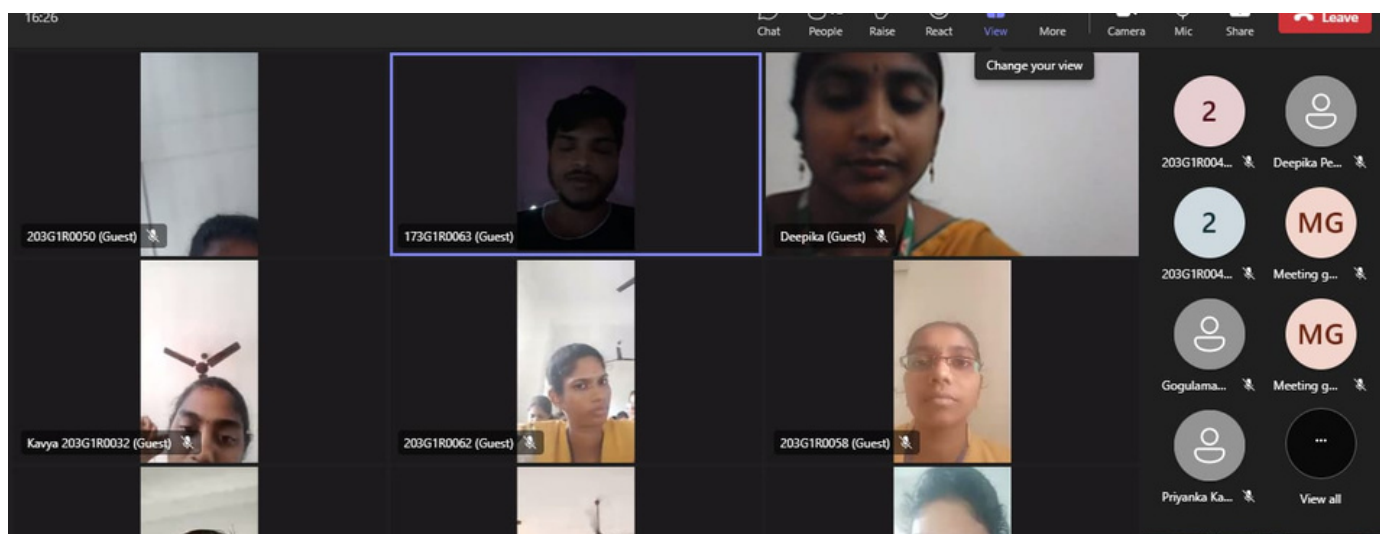 16:26
Chat People Raise React View More Camera Mic Share Leave
Change your view
203G1R0050 (Guest)
173G1R0063 (Guest)
Deepika (Guest)
2
203G1R004...
Deepika Pe...
2
MG
203G1R004...
Meeting g...
Kavya 203G1R0032 (Guest)
203G1R0062 (Guest)
203G1R0058 (Guest)
MG
Gogulama...
Meeting g...
Priyanka Ka...
View all